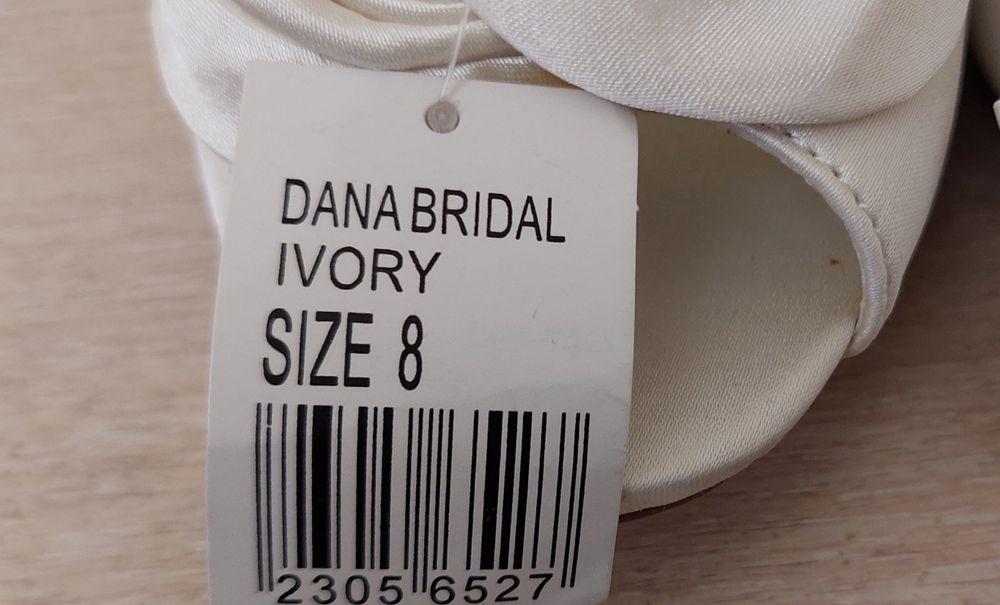 DANA BRIDAL
IVORY
SIZE 8
2305 6527